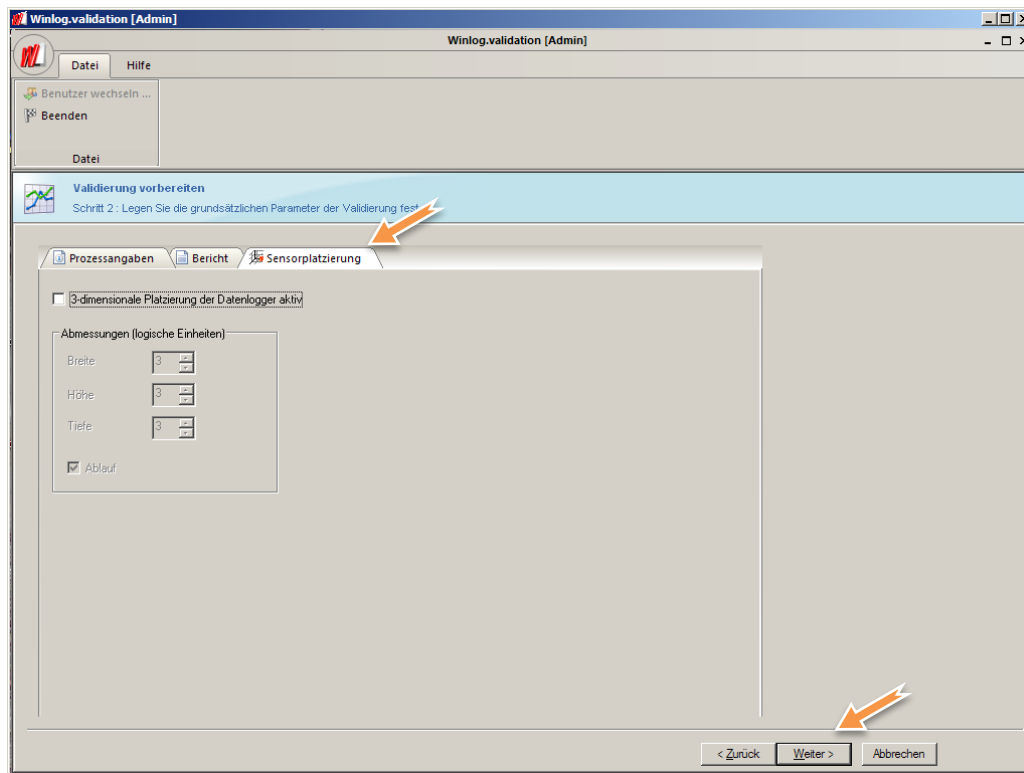 Winlog.validation [Admin]
Winlog.validation [Admin]
Datei Hilfe
Benutzer wechseln ...
Beenden
Datei
Validierung vorbereiten
Schritt 2 : Legen Sie die grundsätzlichen Parameter der Validierung fest
Prozessangaben Bericht Sensorplatzierung
3-dimensionale Platzierung der Datenlogger aktiv
Abmessungen (logische Einheiten)
Breite 3
Höhe 3
Tiefe 3
Ablauf
< Zurück Weiter > Abbrechen